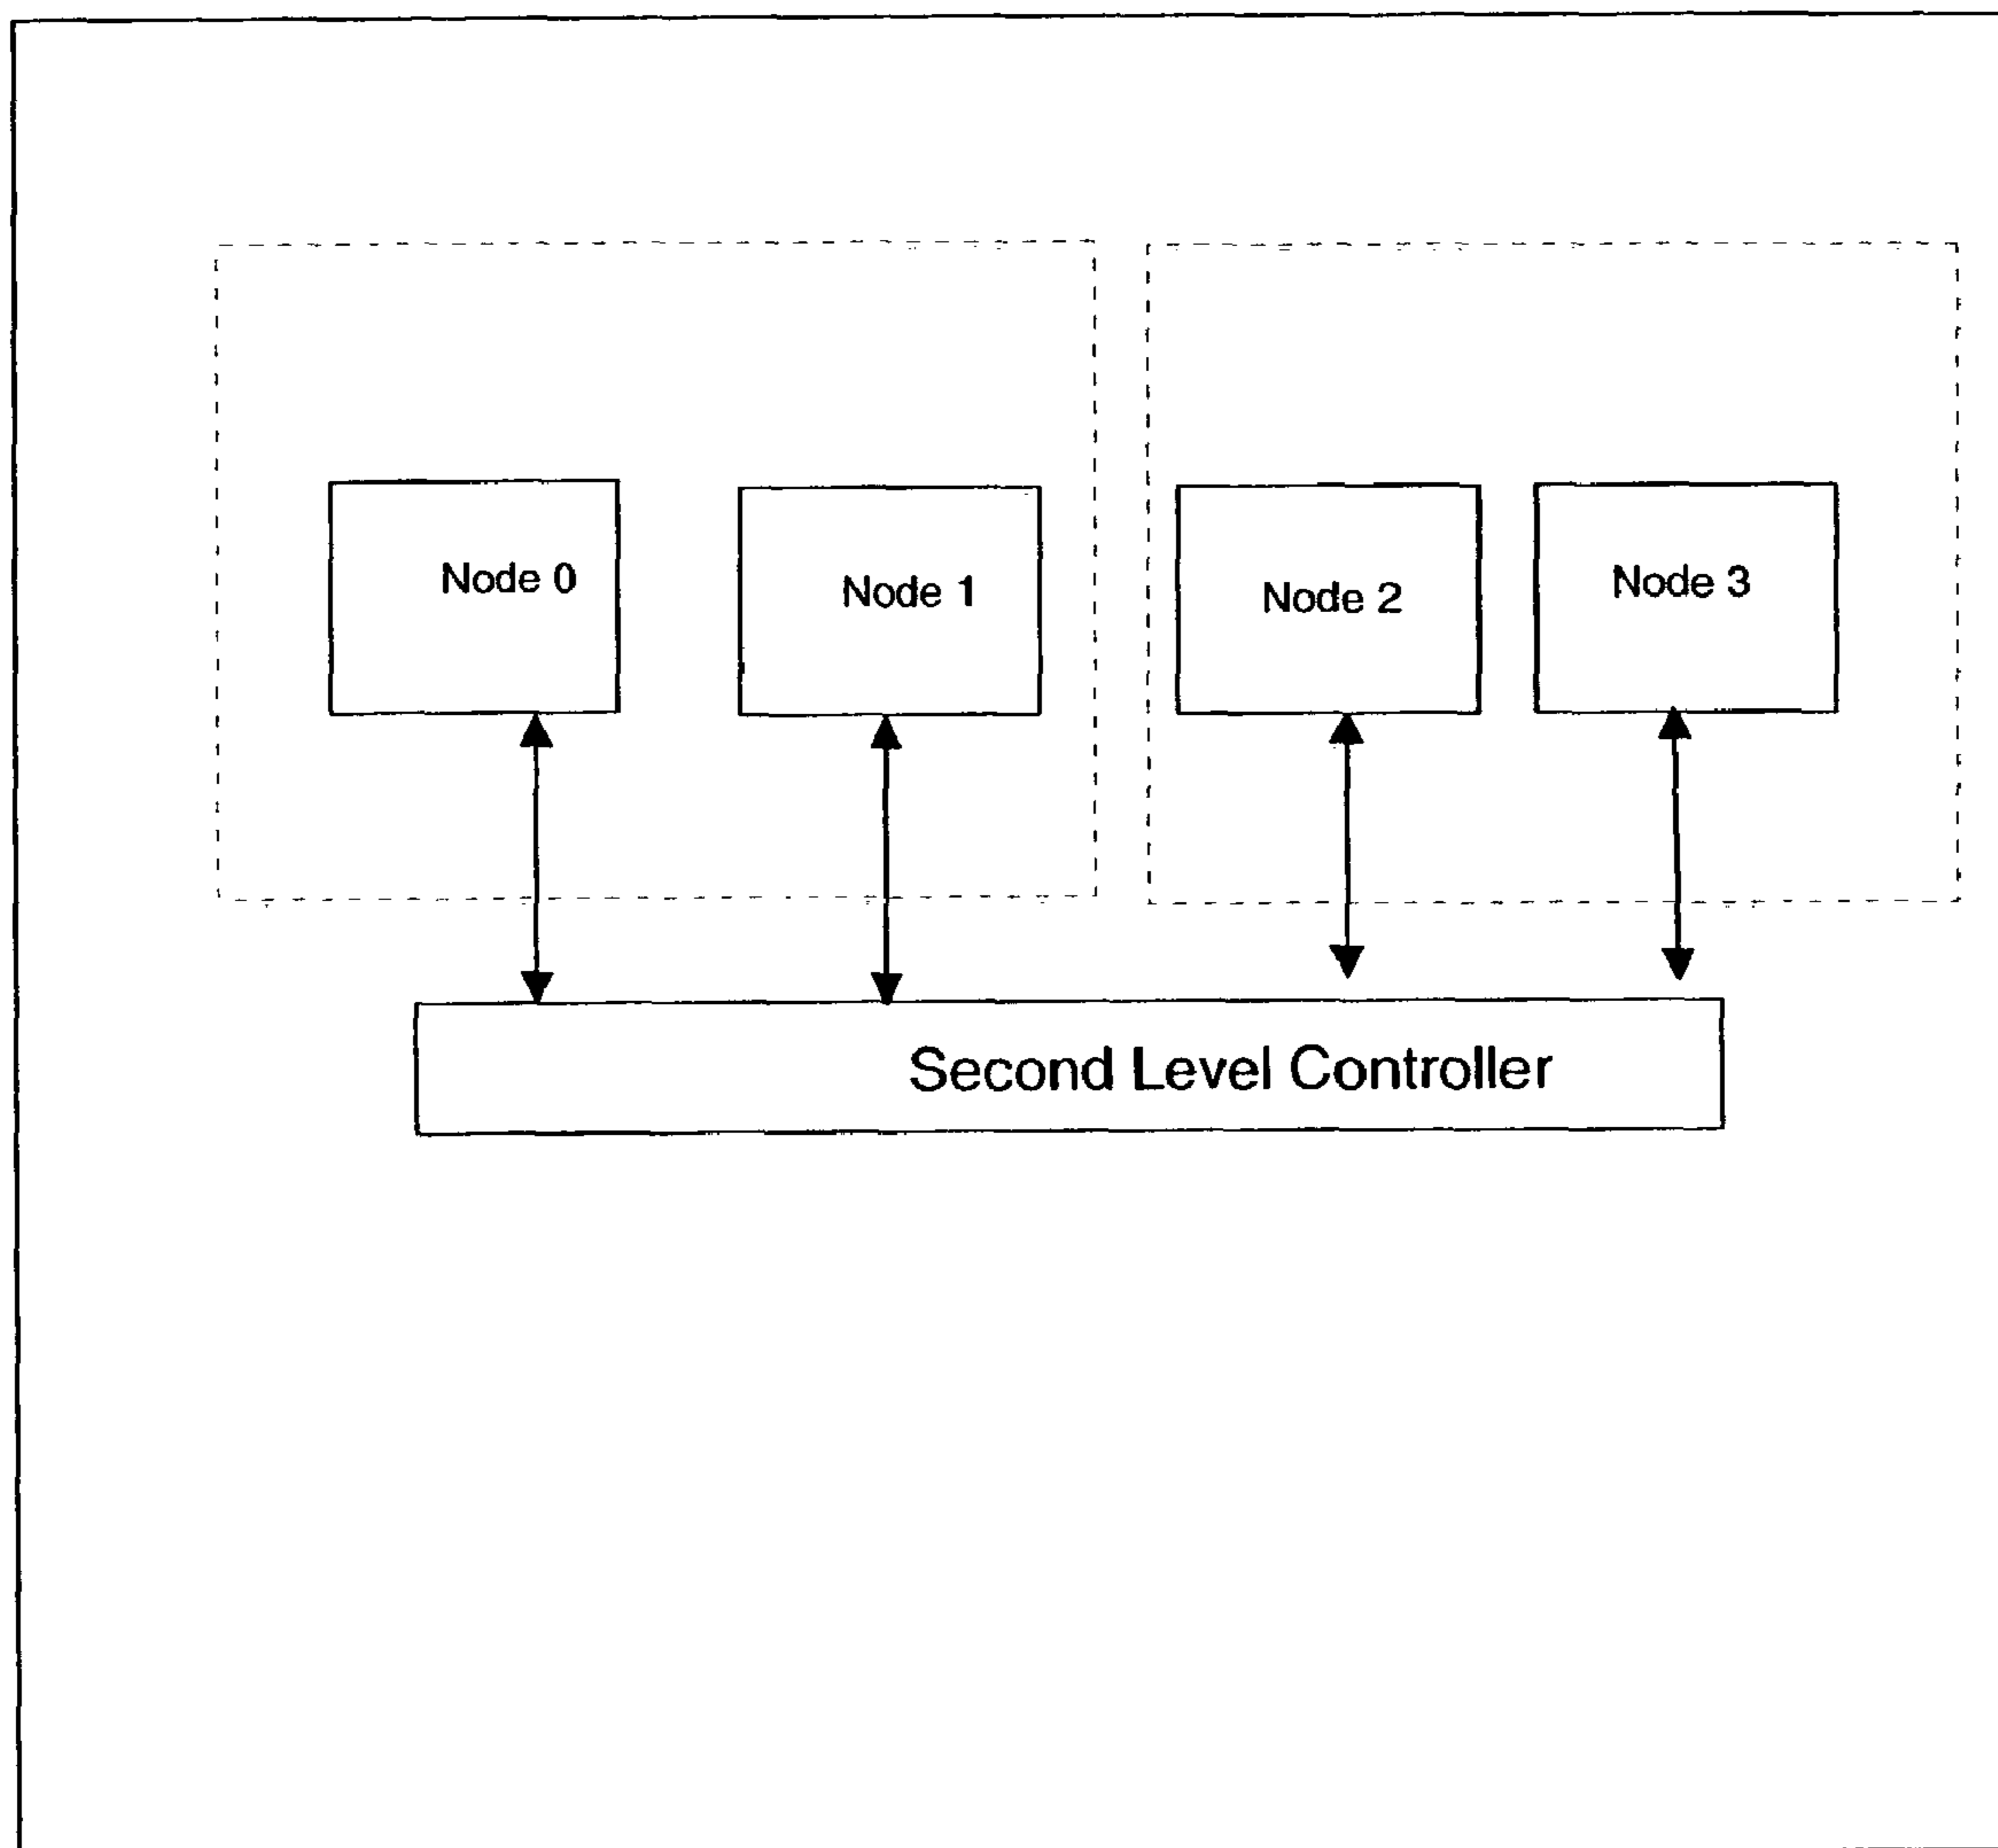 Node 0
Node 1
Node 2
Node 3
Second Level Controller